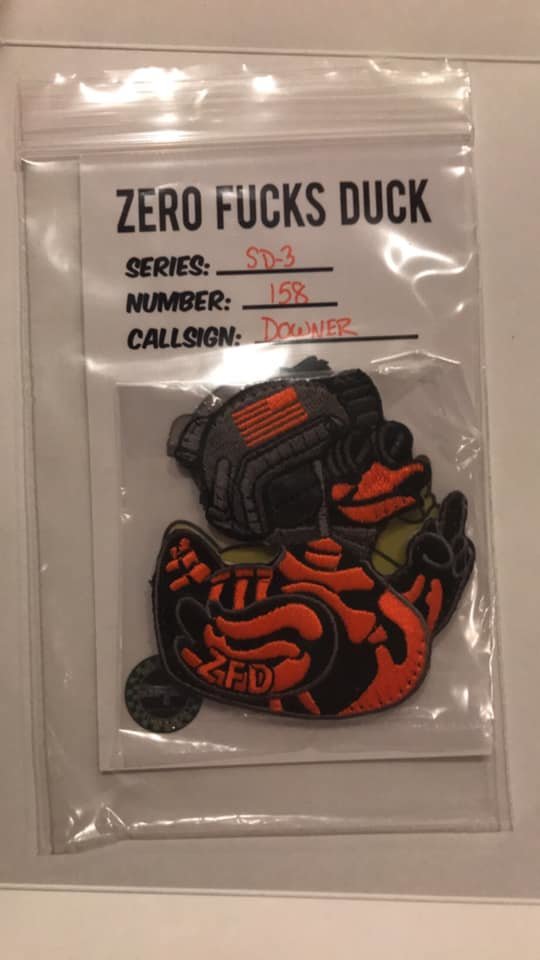 ZERO FUCKS DUCK
SERIES: SD-3
NUMBER: 158
CALLSIGN: DOWNER
ZFD